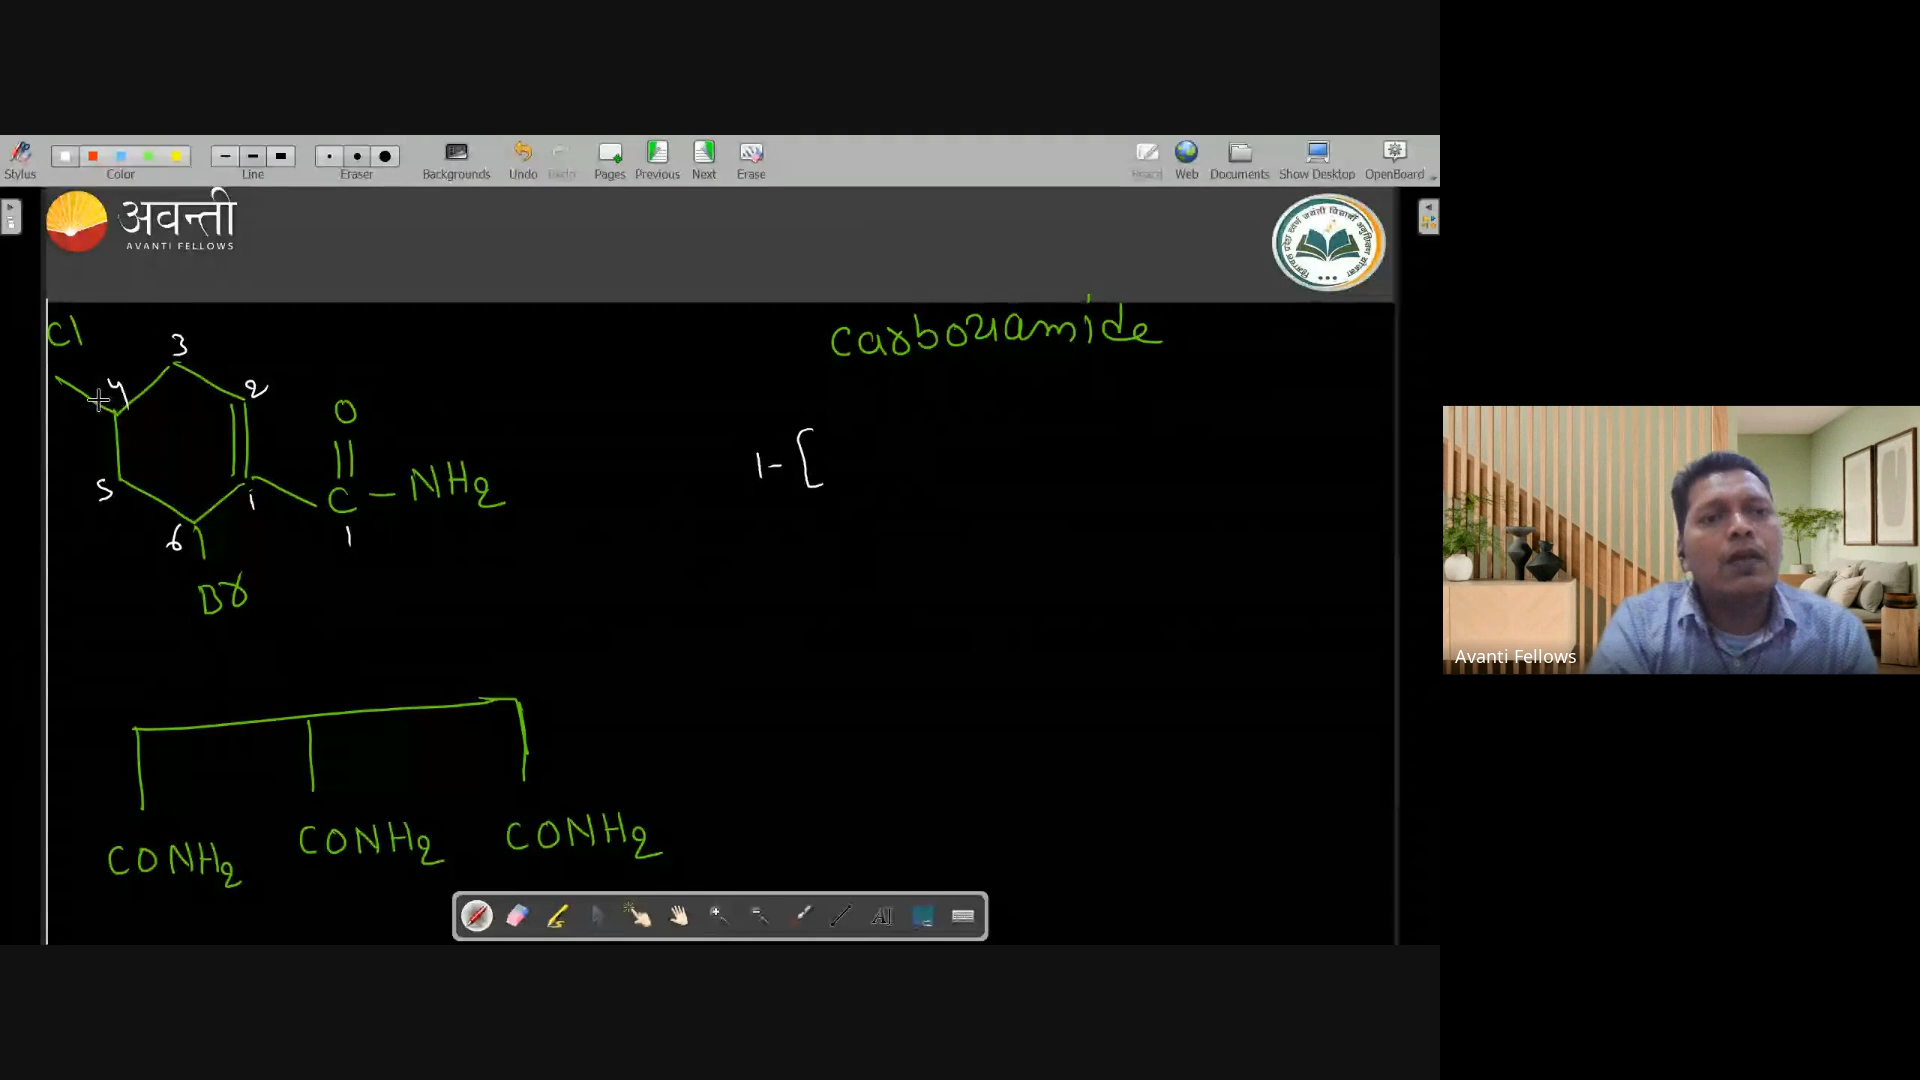 Stylus Color Line Eraser Backgrounds Undo Redo Pages Previous Next Erase Web Documents Show Desktop OpenBoard
अवन्ती
AVANTI FELLOWS
Cl
carboxamide
3
4
2
O
1-[
5
1
C - NH2
6
1
Br
CONH2 CONH2 CONH2
Avanti Fellows